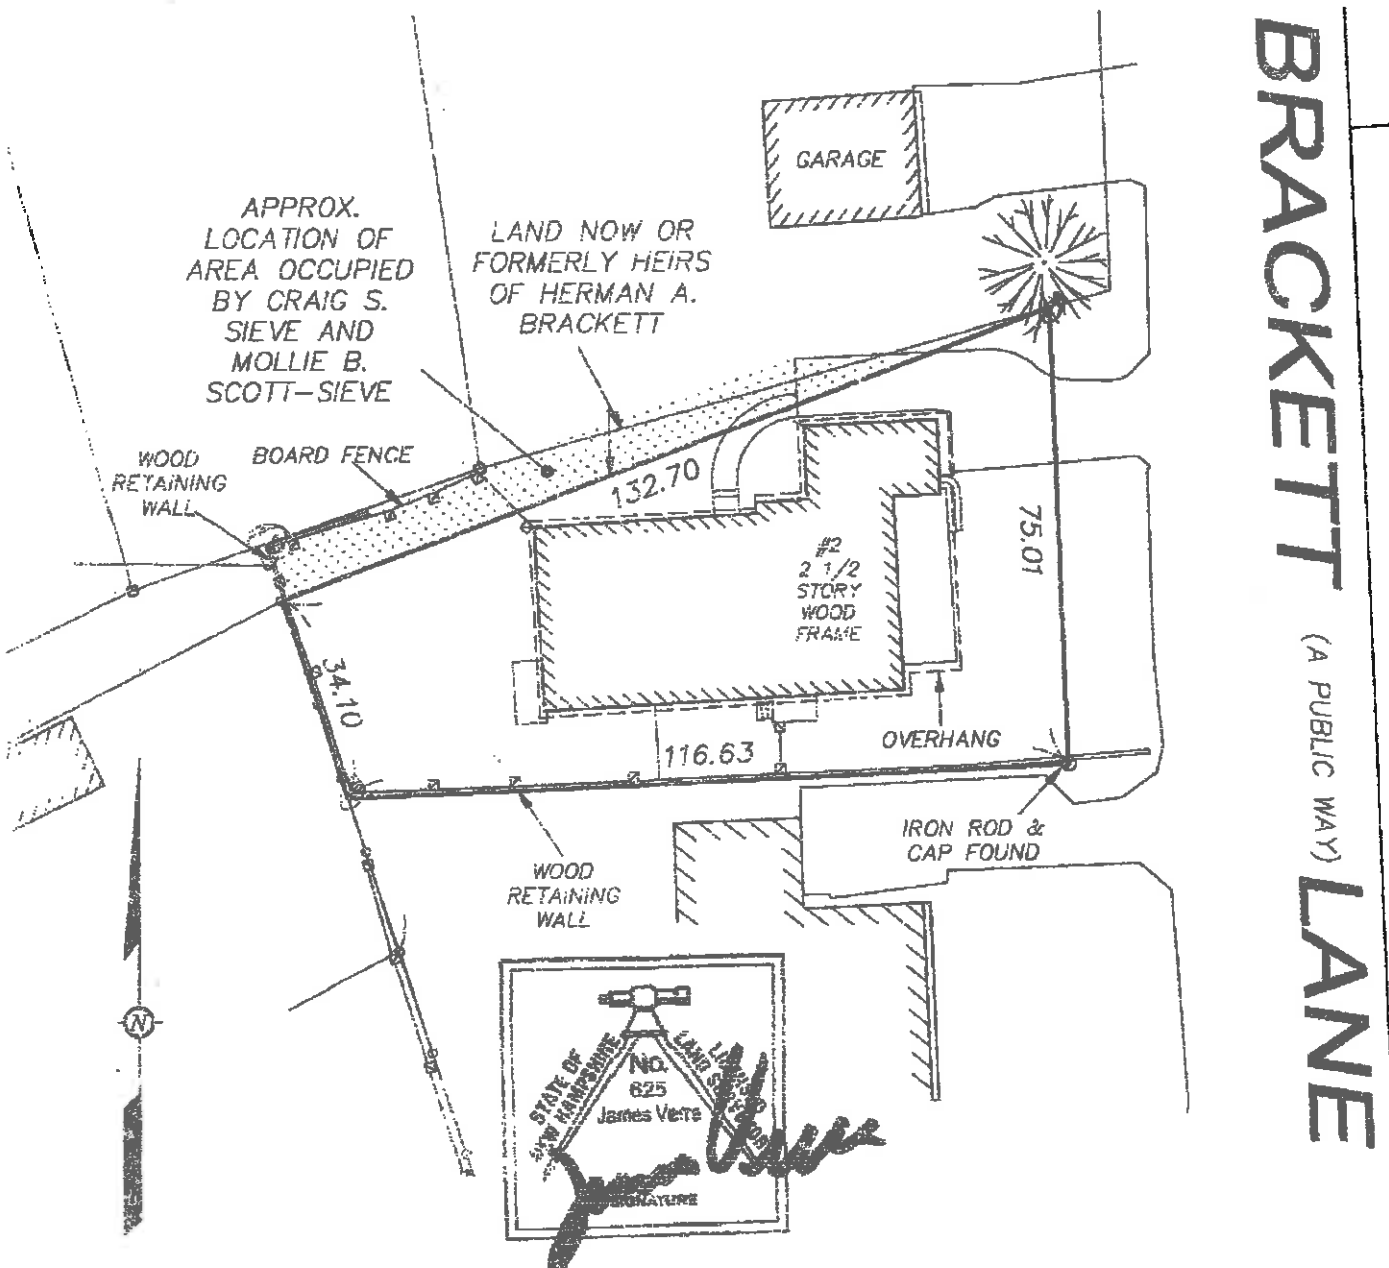 BRACKETT
(A PUBLIC WAY)
LANE
GARAGE
APPROX.
LOCATION OF
AREA OCCUPIED
BY CRAIG S.
SIEVE AND
MOLLIE B.
SCOTT-SIEVE
LAND NOW OR
FORMERLY HEIRS
OF HERMAN A.
BRACKETT
WOOD
RETAINING
WALL
BOARD FENCE
132.70
75.01
#2
2 1/2
STORY
WOOD
FRAME
34.10
116.63
OVERHANG
IRON ROD &
CAP FOUND
WOOD
RETAINING
WALL
N
STATE OF
NEW HAMPSHIRE
No.
625
James Verra
LICENSED
LAND SURVEYOR
SIGNATURE